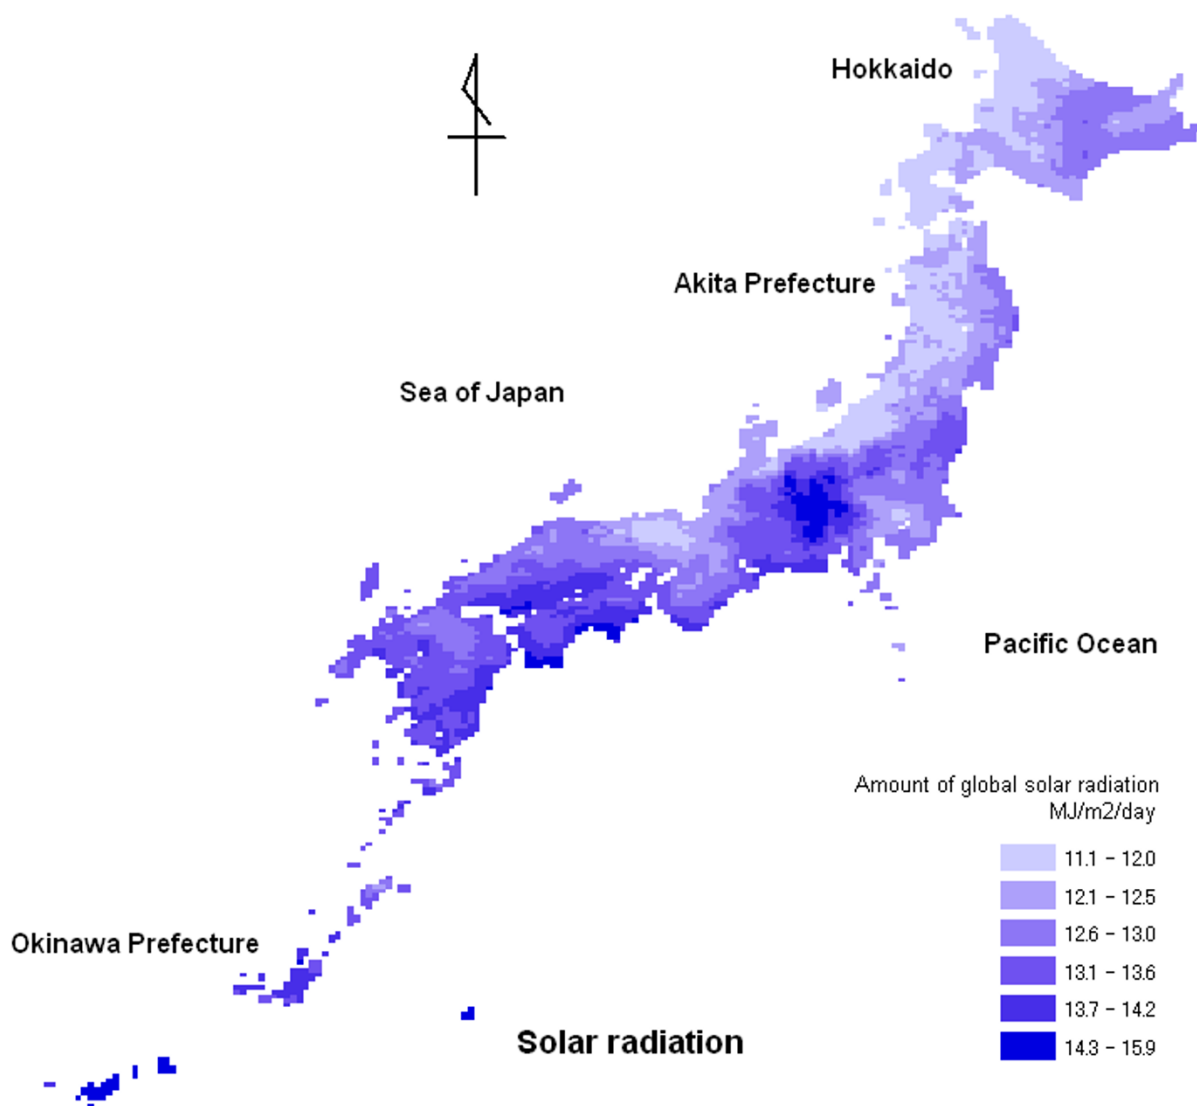 Hokkaido
Akita Prefecture
Sea of Japan
Pacific Ocean
Amount of global solar radiation
MJ/m2/day
11.1 - 12.0
12.1 - 12.5
12.6 - 13.0
13.1 - 13.6
13.7 - 14.2
14.3 - 15.9
Okinawa Prefecture
Solar radiation